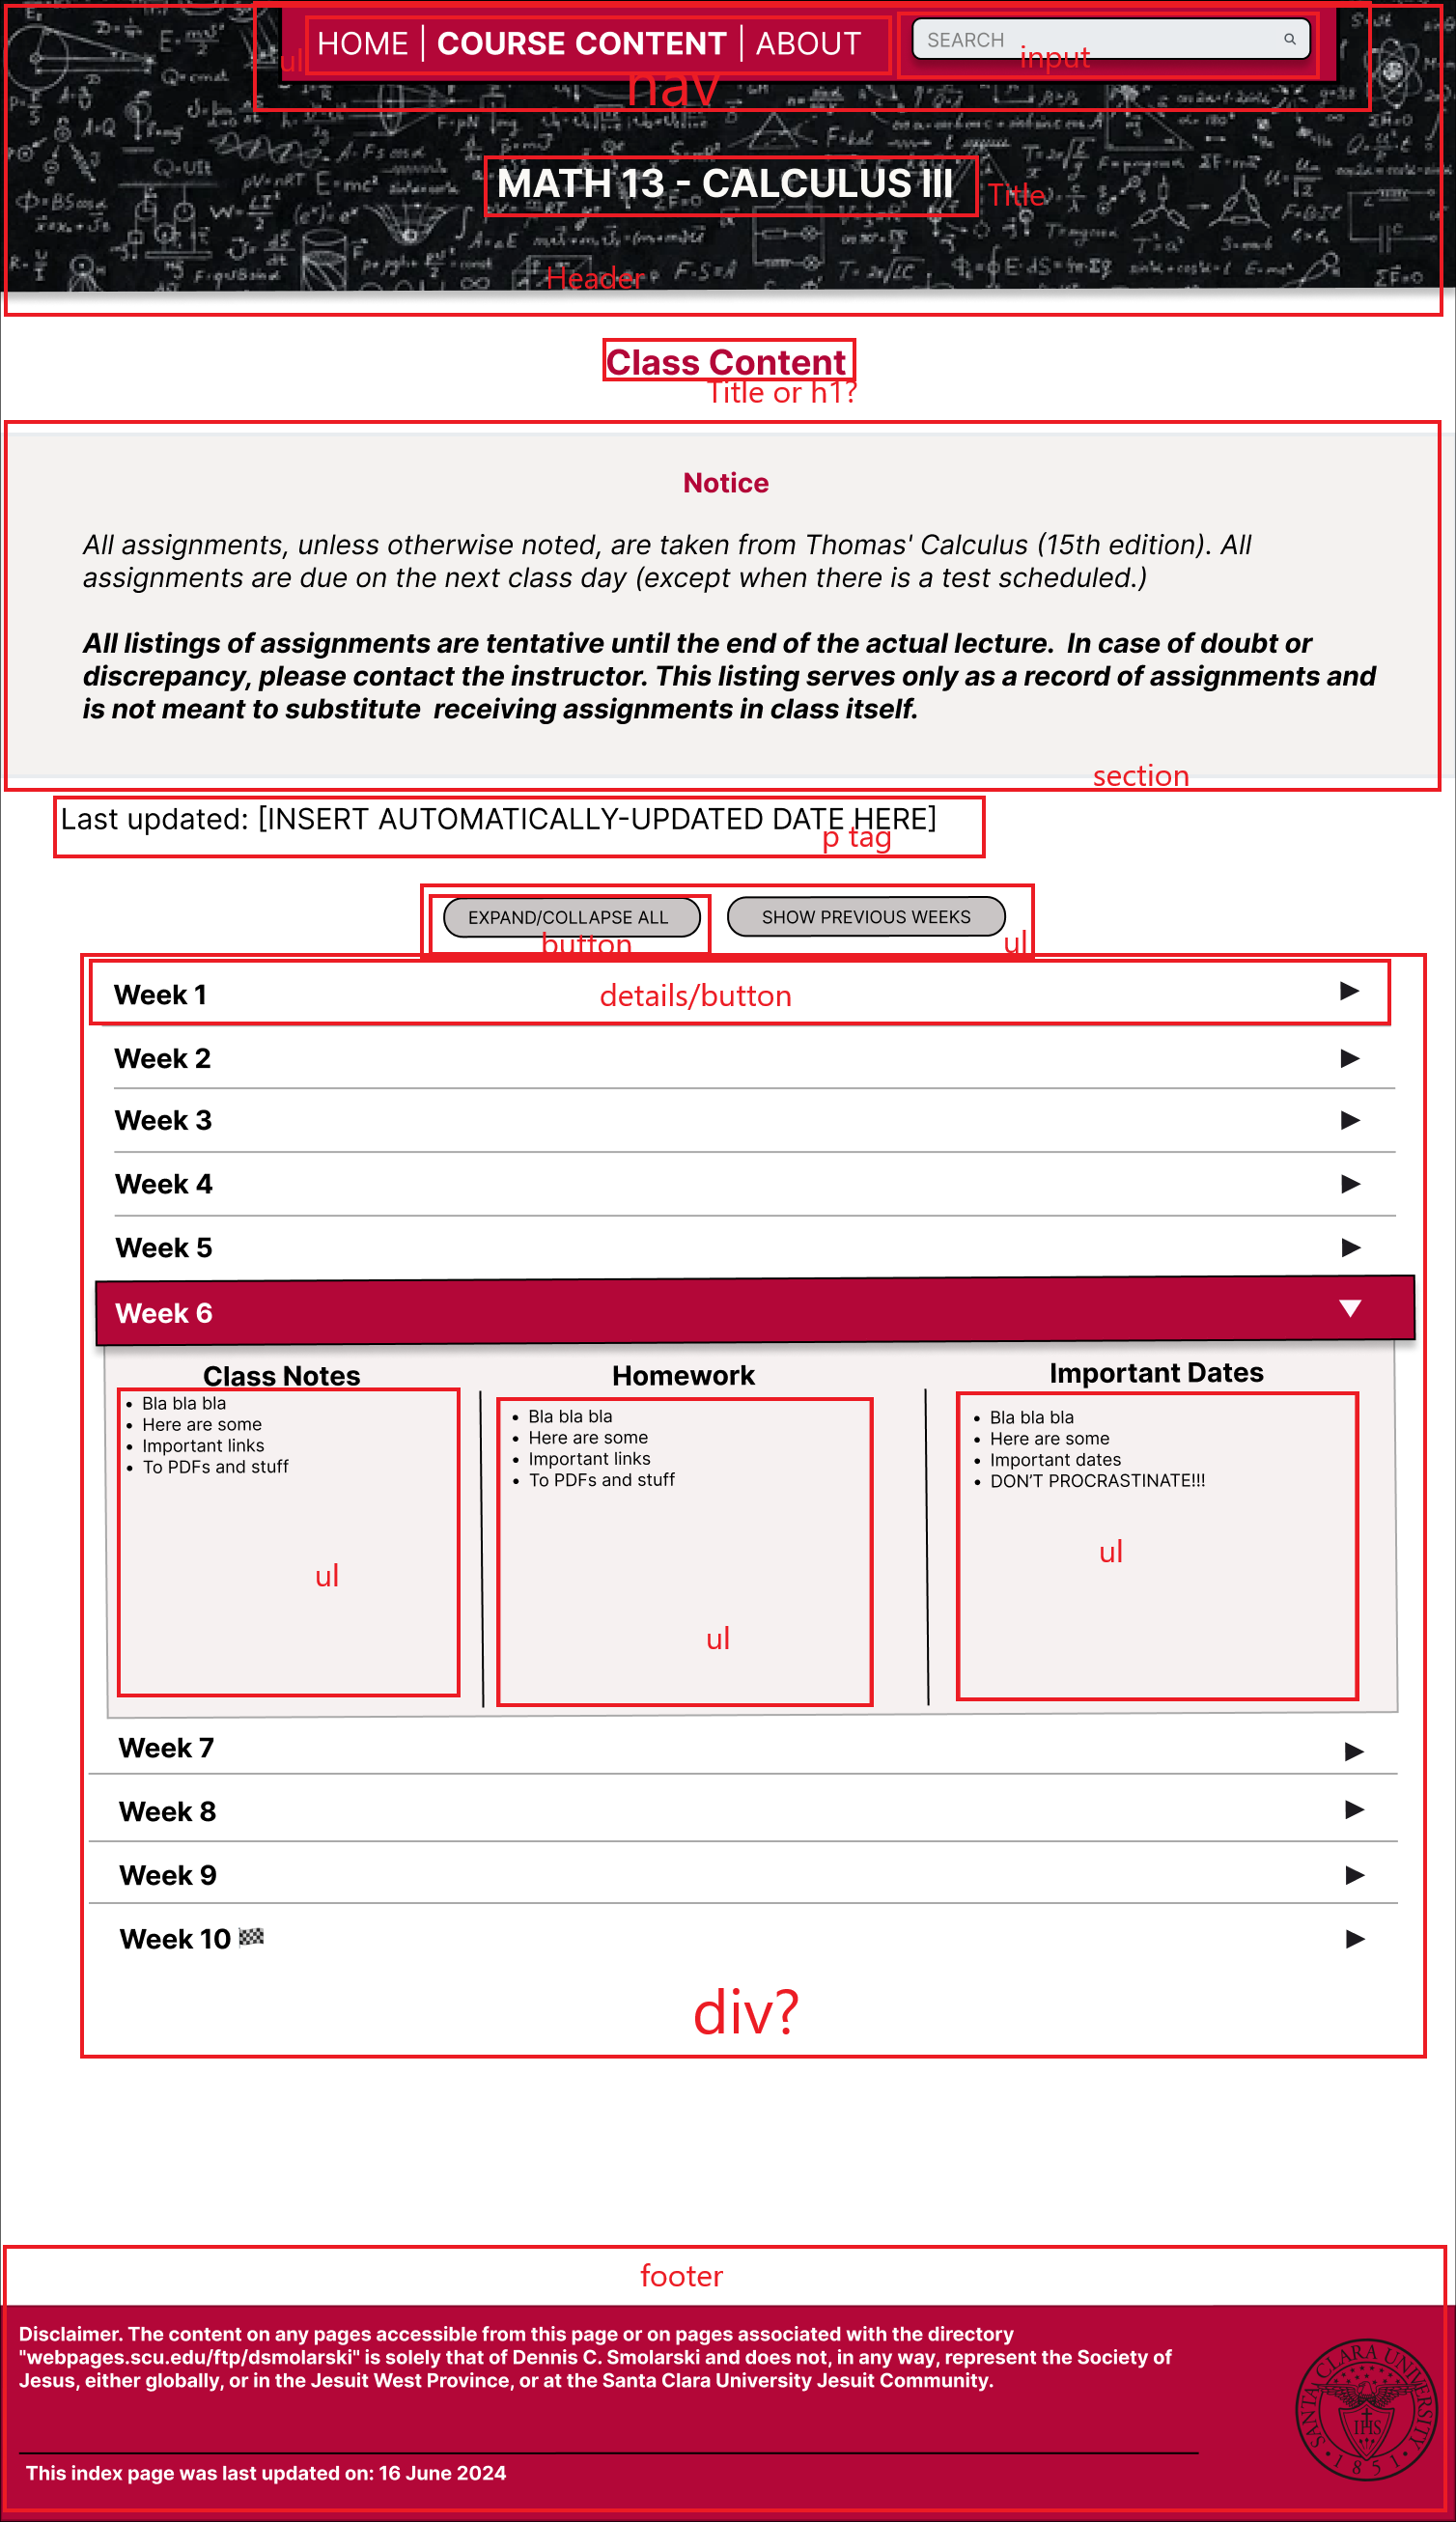 HOME | COURSE CONTENT | ABOUT
SEARCH
ul
input
nav
MATH 13 - CALCULUS III
Title
Header
Class Content
Title or h1?
Notice
All assignments, unless otherwise noted, are taken from Thomas' Calculus (15th edition). All
assignments are due on the next class day (except when there is a test scheduled.)
All listings of assignments are tentative until the end of the actual lecture. In case of doubt or
discrepancy, please contact the instructor. This listing serves only as a record of assignments and
is not meant to substitute receiving assignments in class itself.
section
Last updated: [INSERT AUTOMATICALLY-UPDATED DATE HERE]
p tag
EXPAND/COLLAPSE ALL
SHOW PREVIOUS WEEKS
button
ul
Week 1
details/button
Week 2
Week 3
Week 4
Week 5
Week 6
Class Notes
• Bla bla bla
• Here are some
• Important links
• To PDFs and stuff
ul
Homework
• Bla bla bla
• Here are some
• Important links
• To PDFs and stuff
ul
Important Dates
• Bla bla bla
• Here are some
• Important dates
• DON'T PROCRASTINATE!!!
ul
Week 7
Week 8
Week 9
Week 10
div?
footer
Disclaimer. The content on any pages accessible from this page or on pages associated with the directory
"webpages.scu.edu/ftp/dsmolarski" is solely that of Dennis C. Smolarski and does not, in any way, represent the Society of
Jesus, either globally, or in the Jesuit West Province, or at the Santa Clara University Jesuit Community.
This index page was last updated on: 16 June 2024
SANTA CLARA UNIVERSITY
IHS
• 1 8 5 1 •